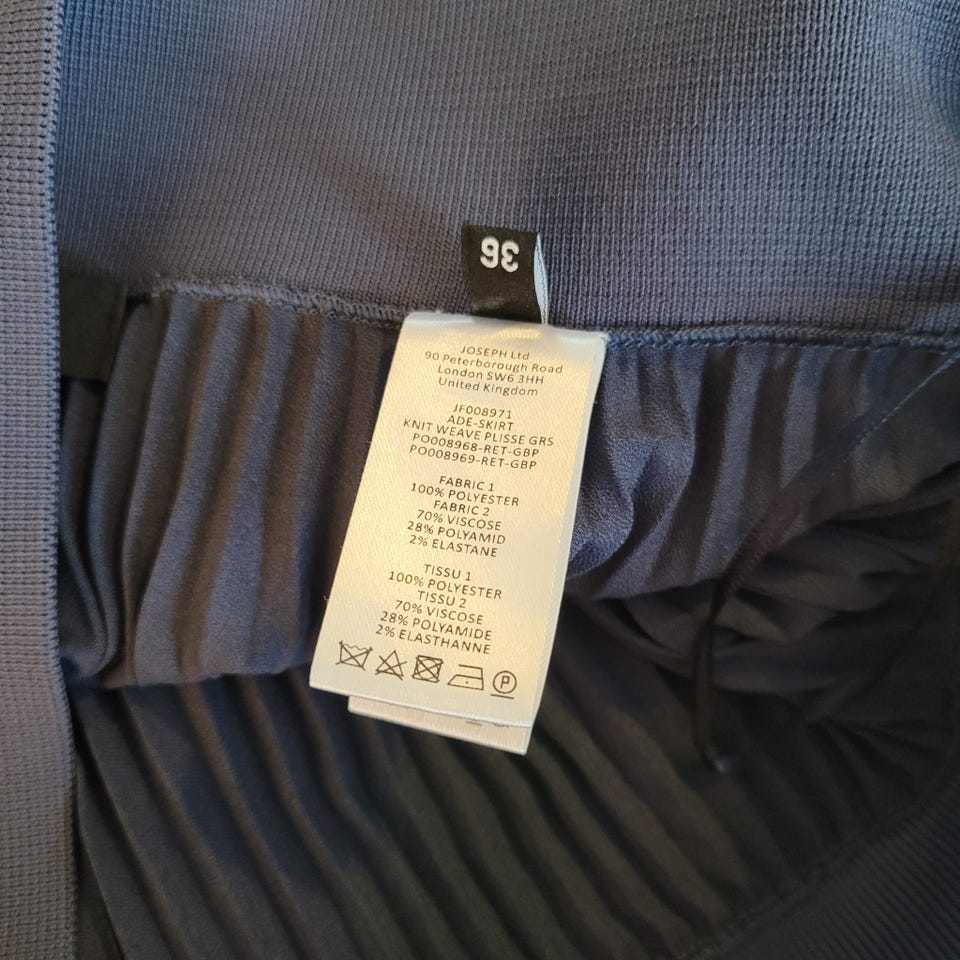 36
JOSEPH Ltd
90 Peterborough Road
London SW6 3HH
United Kingdom
JF008971
ADE-SKIRT
KNIT WEAVE PLISSE GRS
PO008968-RET-GBP
PO008969-RET-GBP
FABRIC 1
100% POLYESTER
FABRIC 2
70% VISCOSE
28% POLYAMID
2% ELASTANE
TISSU 1
100% POLYESTER
TISSU 2
70% VISCOSE
28% POLYAMIDE
2% ELASTHANNE
P